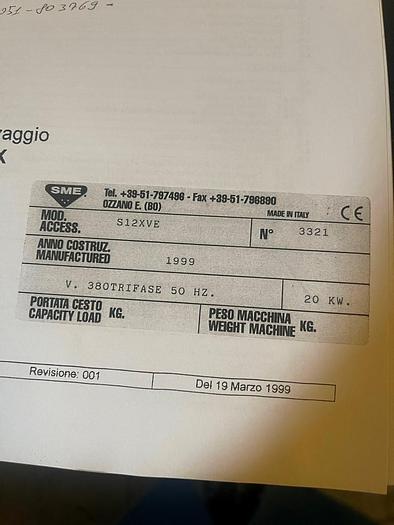 051-803769-
vaggio
X
SME
Tel. +39-51-797496 - Fax +39-51-796890
OZZANO E. (BO)
MADE IN ITALY CE
MOD.
ACCESS. S12XVE N° 3321
ANNO COSTRUZ.
MANUFACTURED 1999
V. 380TRIFASE 50 HZ. 20 KW.
PORTATA CESTO
CAPACITY LOAD KG.
PESO MACCHINA
WEIGHT MACHINE KG.
Revisione: 001 Del 19 Marzo 1999